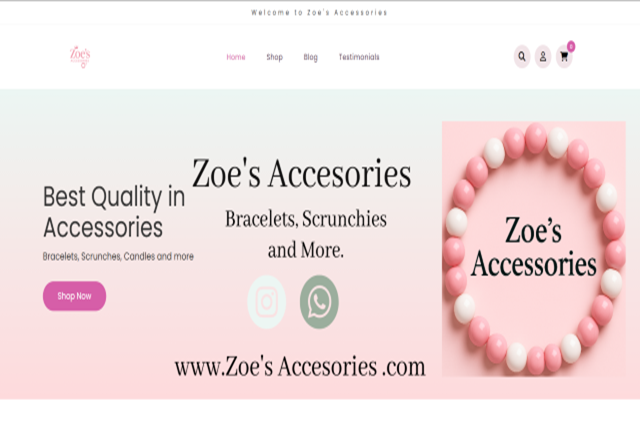 Welcome to Zoe's Accessories
Zoe's
Home Shop Blog Testimonials
0
Best Quality in
Accessories
Bracelets, Scrunches, Candles and more
Shop Now
Zoe's Accesories
Bracelets, Scrunchies
and More.
www.Zoe's Accesories .com
Zoe's
Accessories